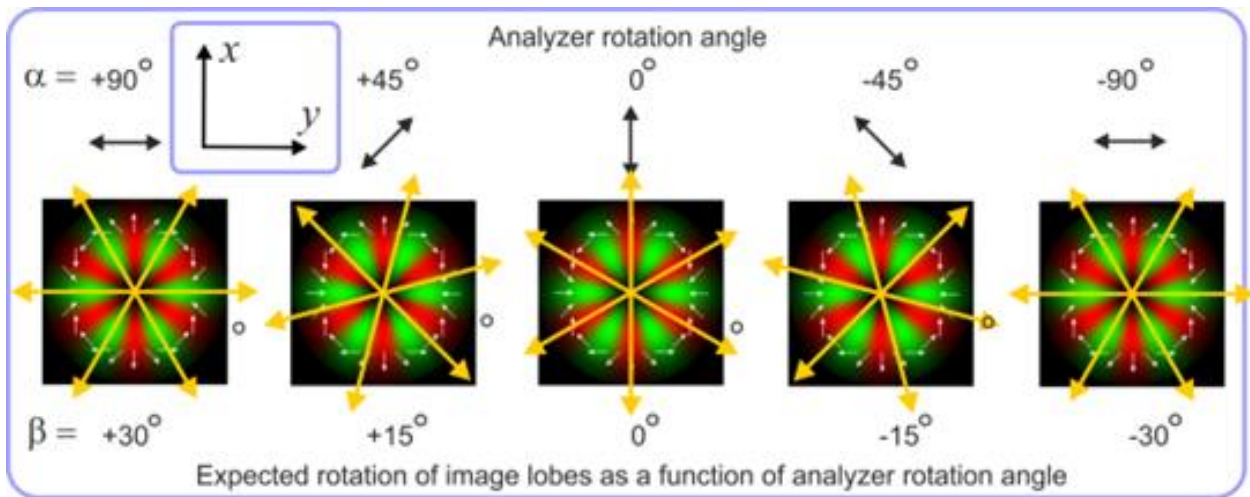 Analyzer rotation angle
α = +90° +45° 0° -45° -90°
x
y
° ° ° °
β = +30° +15° 0° -15° -30°
Expected rotation of image lobes as a function of analyzer rotation angle